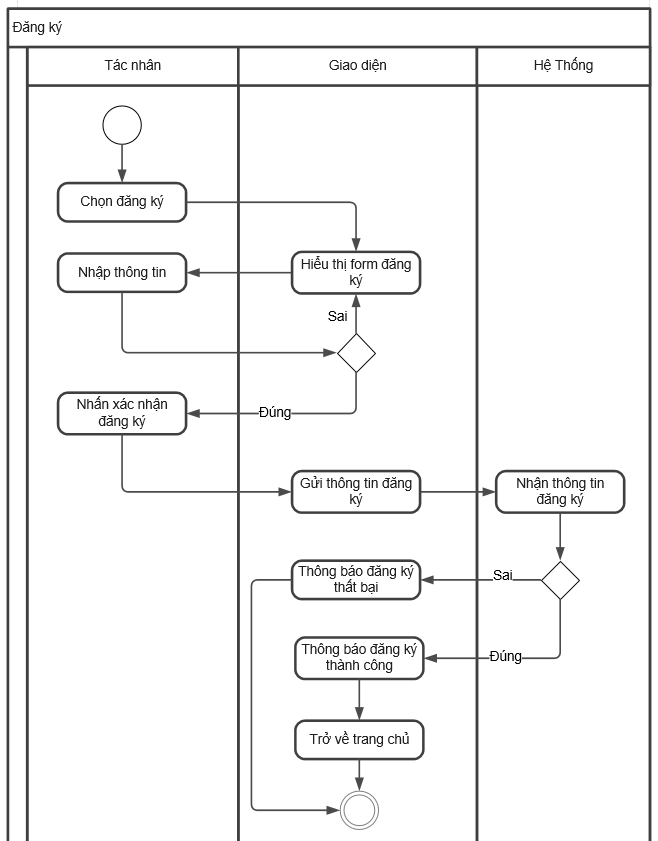 Đăng ký
Tác nhân
Giao diện
Hệ Thống
Chọn đăng ký
Hiểu thị form đăng
ký
Nhập thông tin
Sai
Nhấn xác nhận
đăng ký
Đúng
Gửi thông tin đăng
ký
Nhận thông tin
đăng ký
Thông báo đăng ký
thất bại
Sai
Thông báo đăng ký
thành công
Đúng
Trở về trang chủ